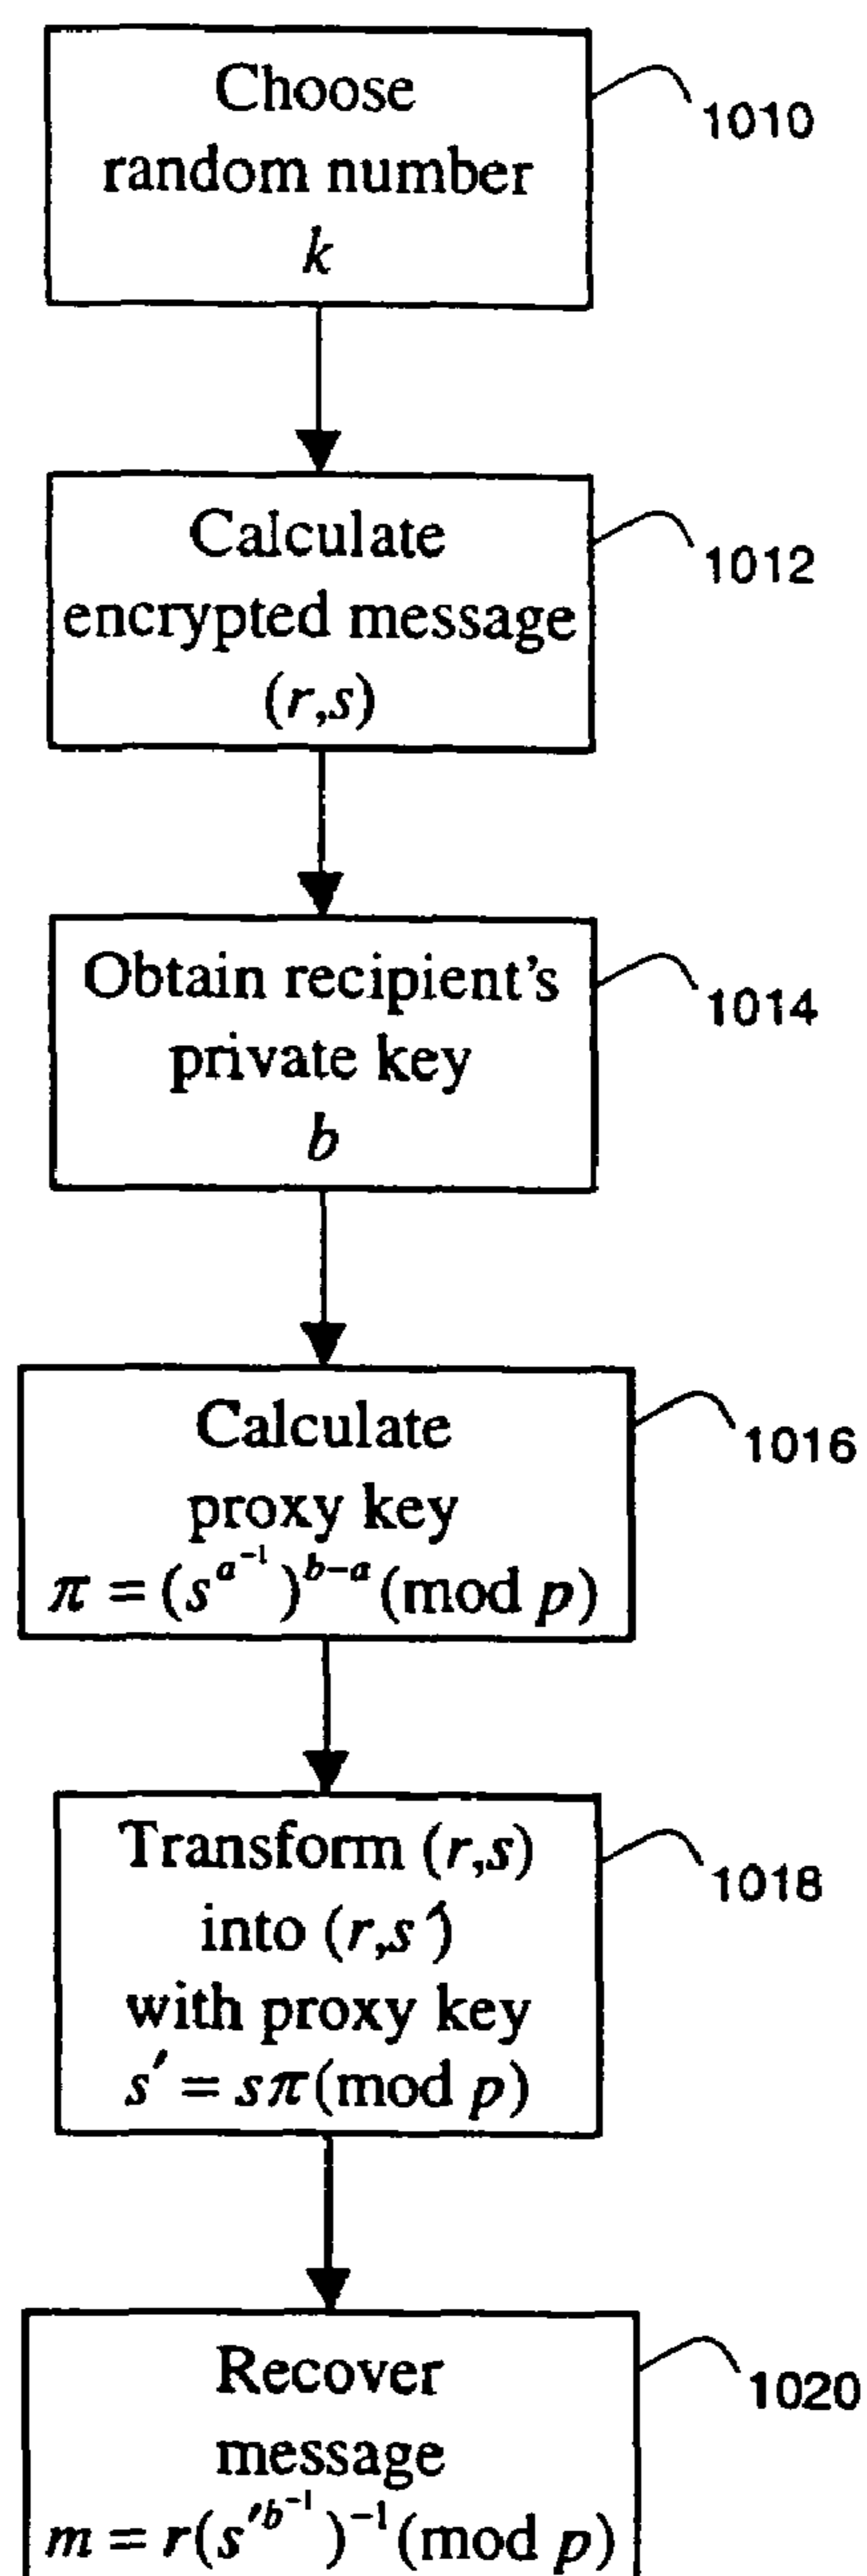 Choose
random number
k
1010
Calculate
encrypted message
(r,s)
1012
Obtain recipient's
private key
b
1014
Calculate
proxy key
π = (s^{a^{-1}})^{b-a} (mod p)
1016
Transform (r,s)
into (r,s′)
with proxy key
s′ = sπ(mod p)
1018
Recover
message
m = r(s′^{b^{-1}})^{-1} (mod p)
1020